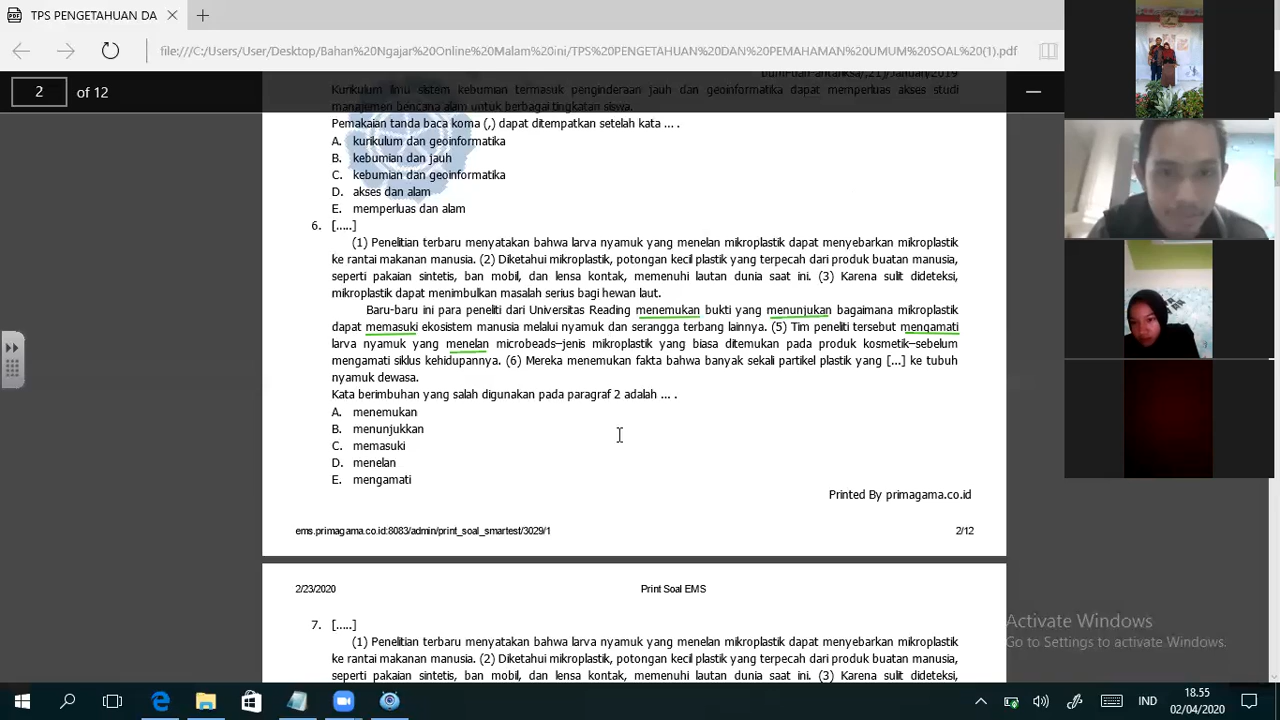 TPS PENGETAHUAN DA
file:///C:/Users/User/Desktop/Bahan%20Ngajar%20Online%20Malam%20ini/TPS%20PENGETAHUAN%20DAN%20PEMAHAMAN%20UMUM%20SOAL%20(1).pdf
2 of 12
Kurikulum ilmu sistem kebumian termasuk penginderaan jauh dan geoinformatika dapat memperluas akses studi
manajemen bencana alam untuk berbagai tingkatan siswa.
Pemakaian tanda baca koma (,) dapat ditempatkan setelah kata ... .
A. kurikulum dan geoinformatika
B. kebumian dan jauh
C. kebumian dan geoinformatika
D. akses dan alam
E. memperluas dan alam
6. [.....]
(1) Penelitian terbaru menyatakan bahwa larva nyamuk yang menelan mikroplastik dapat menyebarkan mikroplastik
ke rantai makanan manusia. (2) Diketahui mikroplastik, potongan kecil plastik yang terpecah dari produk buatan manusia,
seperti pakaian sintetis, ban mobil, dan lensa kontak, memenuhi lautan dunia saat ini. (3) Karena sulit dideteksi,
mikroplastik dapat menimbulkan masalah serius bagi hewan laut.
Baru-baru ini para peneliti dari Universitas Reading menemukan bukti yang menunjukan bagaimana mikroplastik
dapat memasuki ekosistem manusia melalui nyamuk dan serangga terbang lainnya. (5) Tim peneliti tersebut mengamati
larva nyamuk yang menelan microbeads–jenis mikroplastik yang biasa ditemukan pada produk kosmetik–sebelum
mengamati siklus kehidupannya. (6) Mereka menemukan fakta bahwa banyak sekali partikel plastik yang [...] ke tubuh
nyamuk dewasa.
Kata berimbuhan yang salah digunakan pada paragraf 2 adalah ... .
A. menemukan
B. menunjukkan
C. memasuki
D. menelan
E. mengamati
Printed By primagama.co.id
ems.primagama.co.id:8083/admin/print_soal_smartest/3029/1 2/12
2/23/2020 Print Soal EMS
7. [.....]
(1) Penelitian terbaru menyatakan bahwa larva nyamuk yang menelan mikroplastik dapat menyebarkan mikroplastik
ke rantai makanan manusia. (2) Diketahui mikroplastik, potongan kecil plastik yang terpecah dari produk buatan manusia,
seperti pakaian sintetis, ban mobil, dan lensa kontak, memenuhi lautan dunia saat ini. (3) Karena sulit dideteksi,
Activate Windows
Go to Settings to activate Windows.
IND
18.55
02/04/2020